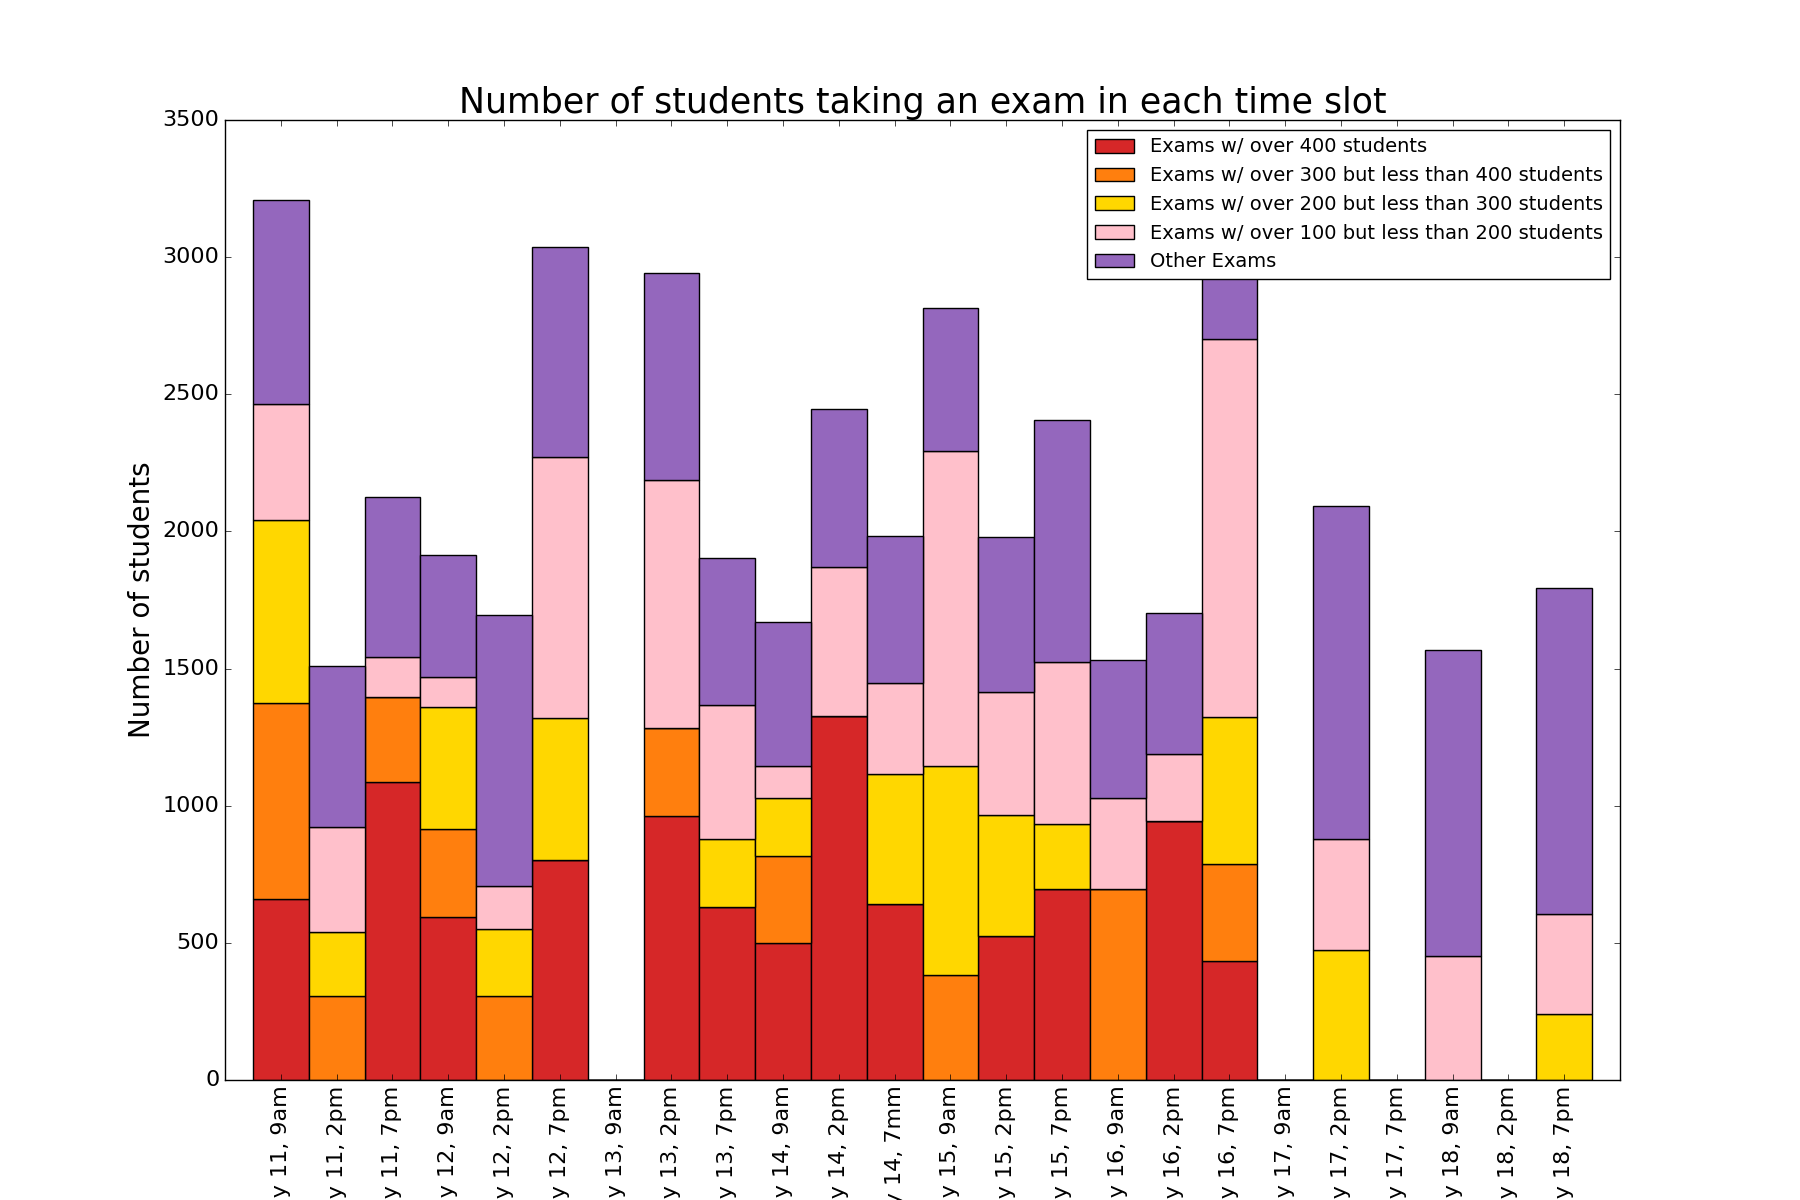 Number of students taking an exam in each time slot
3500
3000
2500
2000
1500
1000
500
0
Number of students
Exams w/ over 400 students
Exams w/ over 300 but less than 400 students
Exams w/ over 200 but less than 300 students
Exams w/ over 100 but less than 200 students
Other Exams
y 11, 9am
y 11, 2pm
y 11, 7pm
y 12, 9am
y 12, 2pm
y 12, 7pm
y 13, 9am
y 13, 2pm
y 13, 7pm
y 14, 9am
y 14, 2pm
y 14, 7mm
y 15, 9am
y 15, 2pm
y 15, 7pm
y 16, 9am
y 16, 2pm
y 16, 7pm
y 17, 9am
y 17, 2pm
y 17, 7pm
y 18, 9am
y 18, 2pm
y 18, 7pm